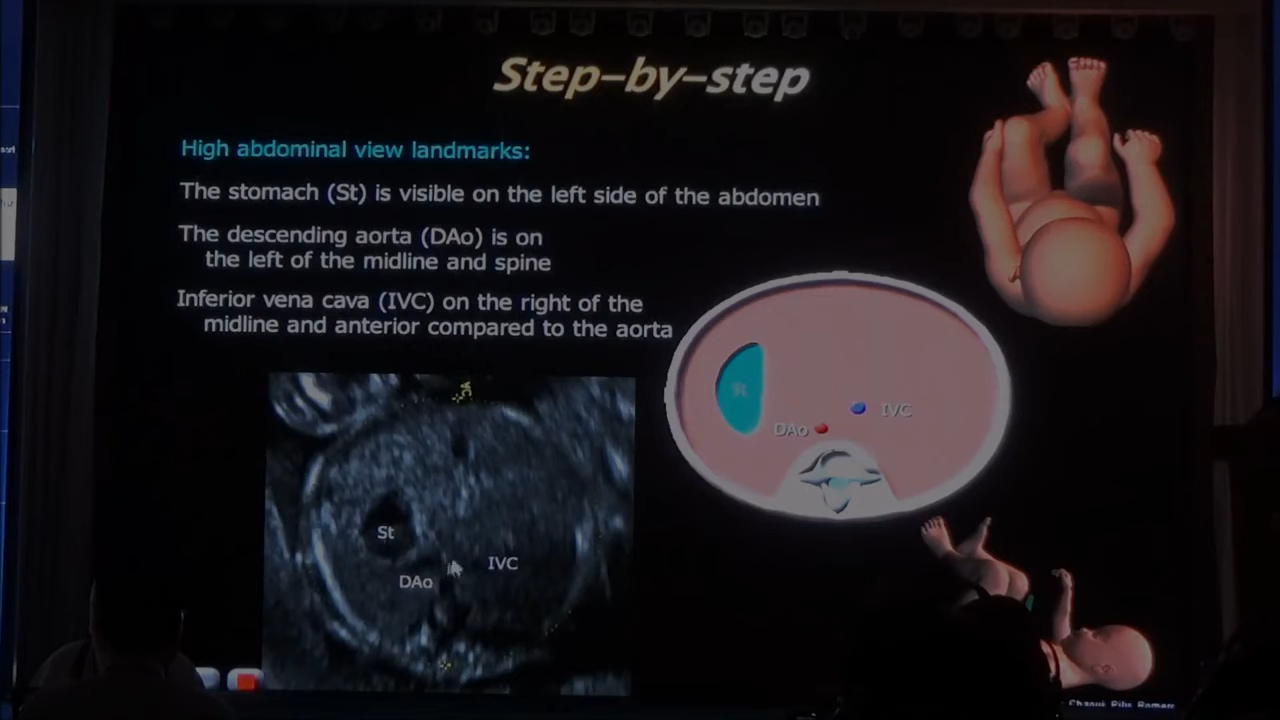 Step-by-step
High abdominal view landmarks:
The stomach (St) is visible on the left side of the abdomen
The descending aorta (DAo) is on
the left of the midline and spine
Inferior vena cava (IVC) on the right of the
midline and anterior compared to the aorta
St
IVC
DAo
St
IVC
DAo